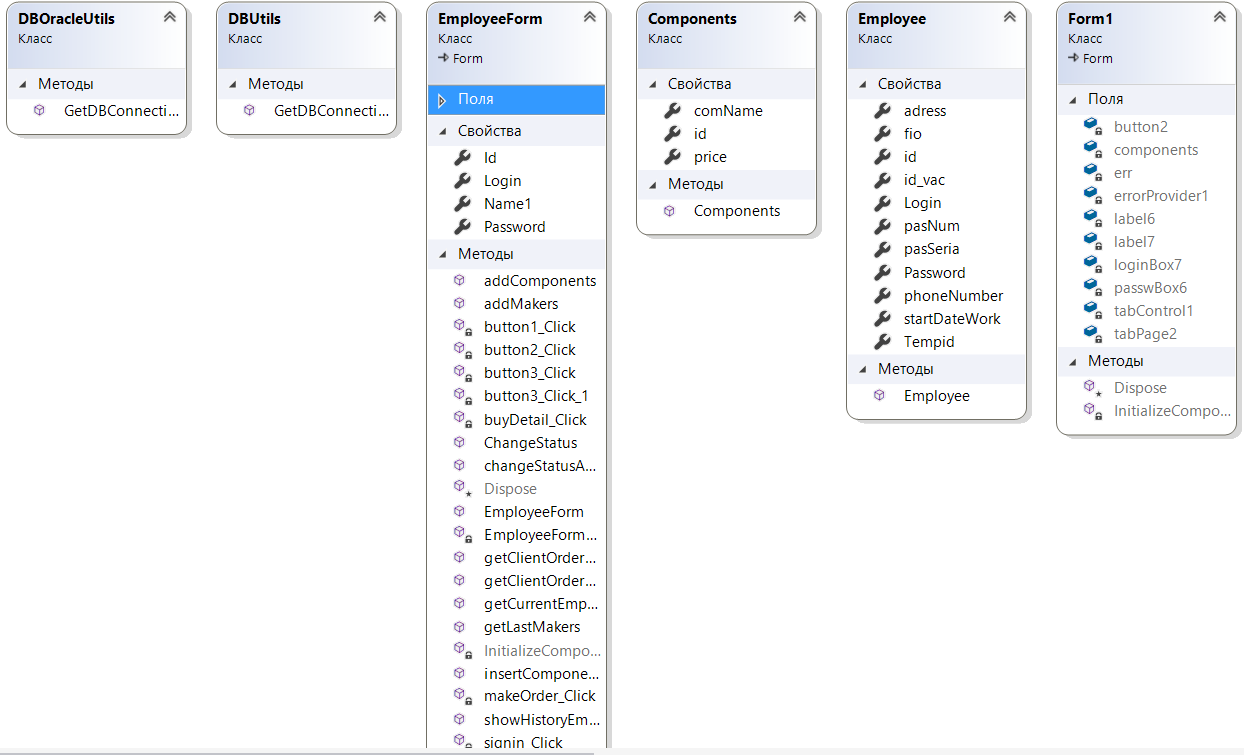 DBOracleUtils
Класс
Методы
GetDBConnecti...
DBUtils
Класс
Методы
GetDBConnecti...
EmployeeForm
Класс
Form
Поля
Свойства
Id
Login
Name1
Password
Методы
addComponents
addMakers
button1_Click
button2_Click
button3_Click
button3_Click_1
buyDetail_Click
ChangeStatus
changeStatusA...
Dispose
EmployeeForm
EmployeeForm...
getClientOrder...
getClientOrder...
getCurrentEmp...
getLastMakers
InitializeCompo...
insertCompone...
makeOrder_Click
showHistoryEm...
signin_Click
Components
Класс
Свойства
comName
id
price
Методы
Components
Employee
Класс
Свойства
adress
fio
id
id_vac
Login
pasNum
pasSeria
Password
phoneNumber
startDateWork
Tempid
Методы
Employee
Form1
Класс
Form
Поля
button2
components
err
errorProvider1
label6
label7
loginBox7
passwBox6
tabControl1
tabPage2
Методы
Dispose
InitializeCompo...